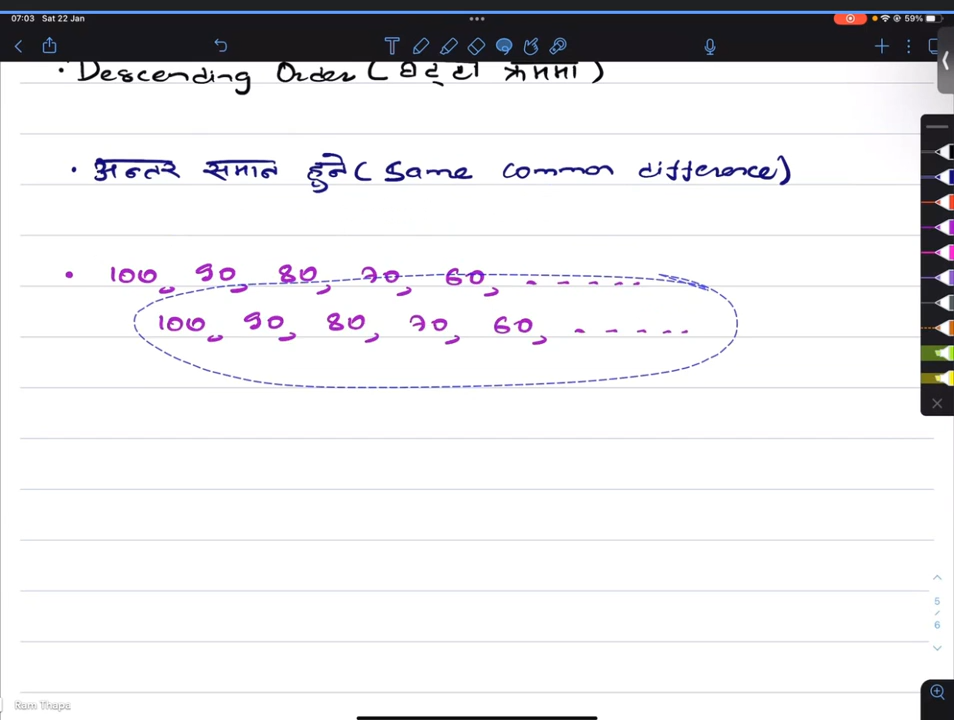 07:03 Sat 22 Jan
59%
• Descending Order (घट्दो क्रममा)
• अन्तर समान हुने (Same common difference)
• 100, 90, 80, 70, 60, . - - - ..
100, 90, 80, 70, 60, . - - - ..
5
/
6
Ram Thapa